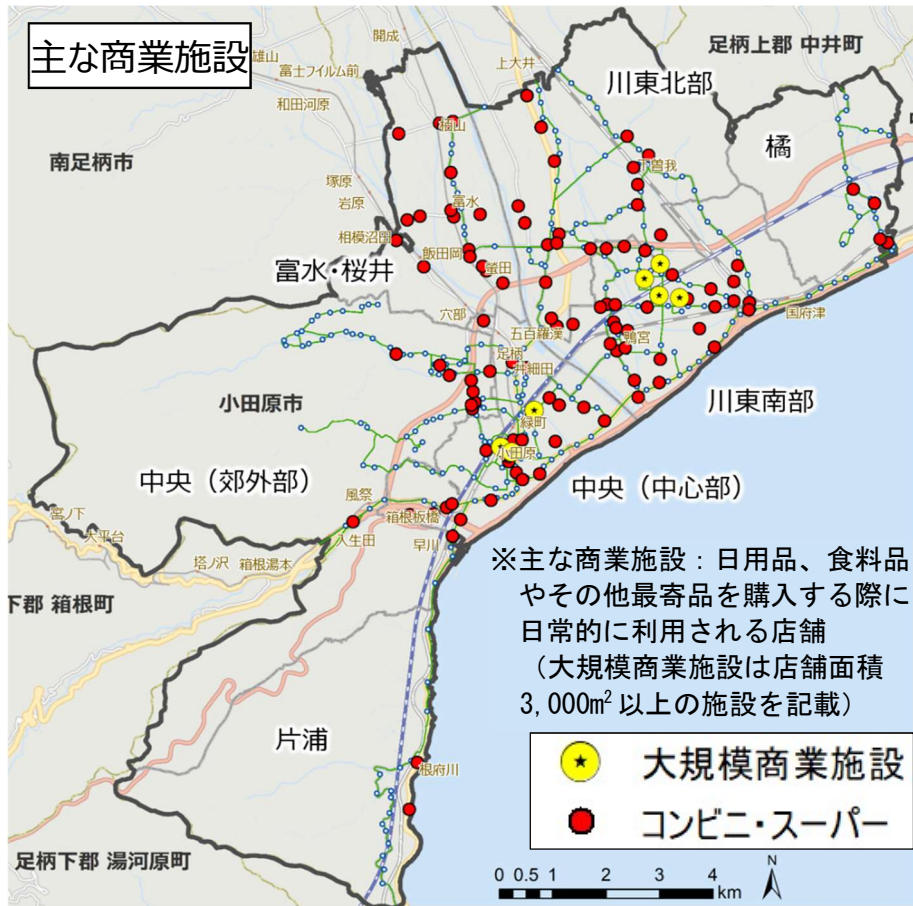 主な商業施設
開成
足柄上郡 中井町
雄山
上大井
富士フイルム前
川東北部
和田河原
栢山
橘
南足柄市
下曽我
塚原
岩原
富水
相模沼田
飯田岡
螢田
富水・桜井
穴部
国府津
五百羅漢
鴨宮
足柄
井細田
小田原市
川東南部
緑町
小田原
中央（郊外部）
中央（中心部）
風祭
宮ノ下
箱根板橋
大平台
入生田
早川
塔ノ沢
箱根湯本
下郡 箱根町
※主な商業施設：日用品、食料品
やその他最寄品を購入する際に
日常的に利用される店舗
（大規模商業施設は店舗面積
3,000m²以上の施設を記載）
片浦
根府川
大規模商業施設
コンビニ・スーパー
足柄下郡 湯河原町
0 0.5 1 2 3 4
km
N